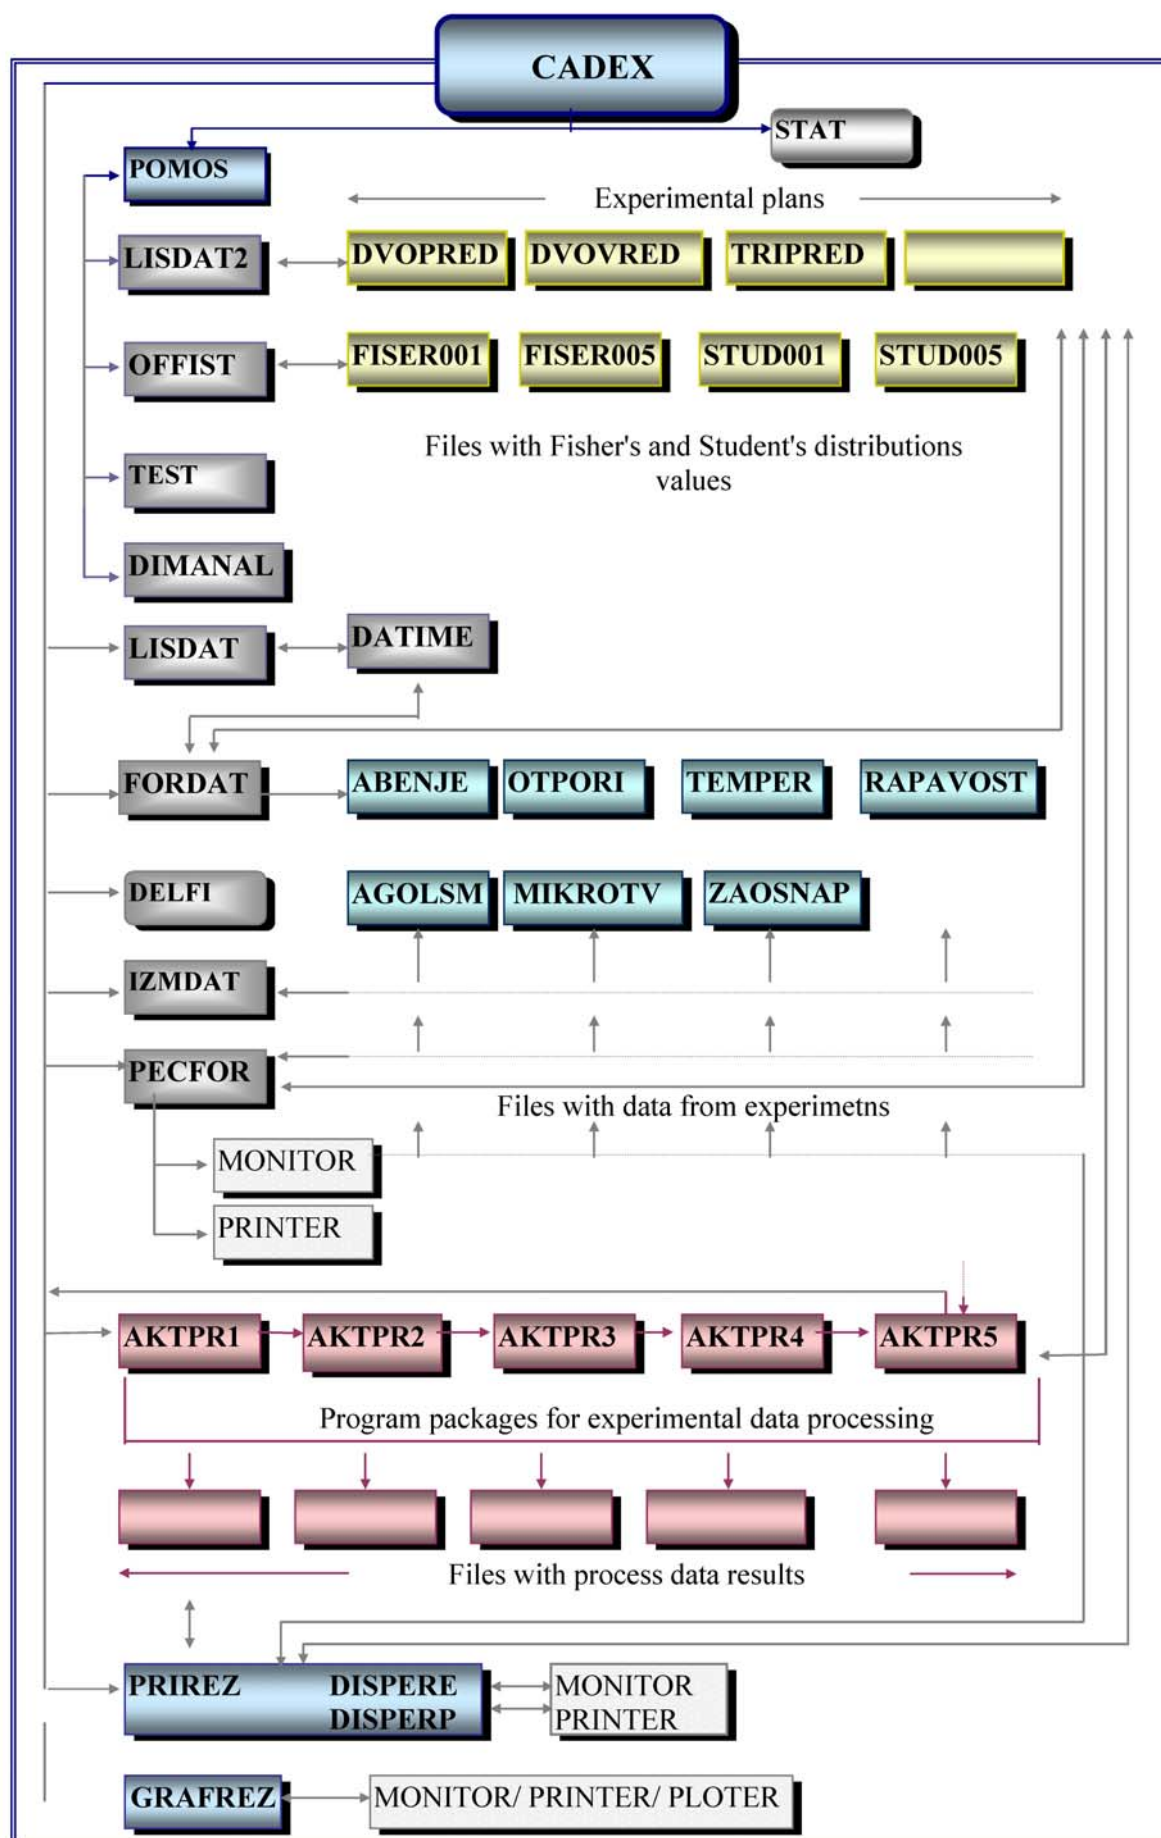 CADEX
STAT
POMOS
Experimental plans
LISDAT2
DVOPRED
DVOVRED
TRIPRED
OFFIST
FISER001
FISER005
STUD001
STUD005
Files with Fisher's and Student's distributions
values
TEST
DIMANAL
LISDAT
DATIME
FORDAT
ABENJE
OTPORI
TEMPER
RAPAVOST
DELFI
AGOLSM
MIKROTV
ZAOSNAP
IZMDAT
PECFOR
Files with data from experimetns
MONITOR
PRINTER
AKTPR1
AKTPR2
AKTPR3
AKTPR4
AKTPR5
Program packages for experimental data processing
Files with process data results
PRIREZ DISPERE
DISPERP
MONITOR
PRINTER
GRAFREZ
MONITOR/ PRINTER/ PLOTER